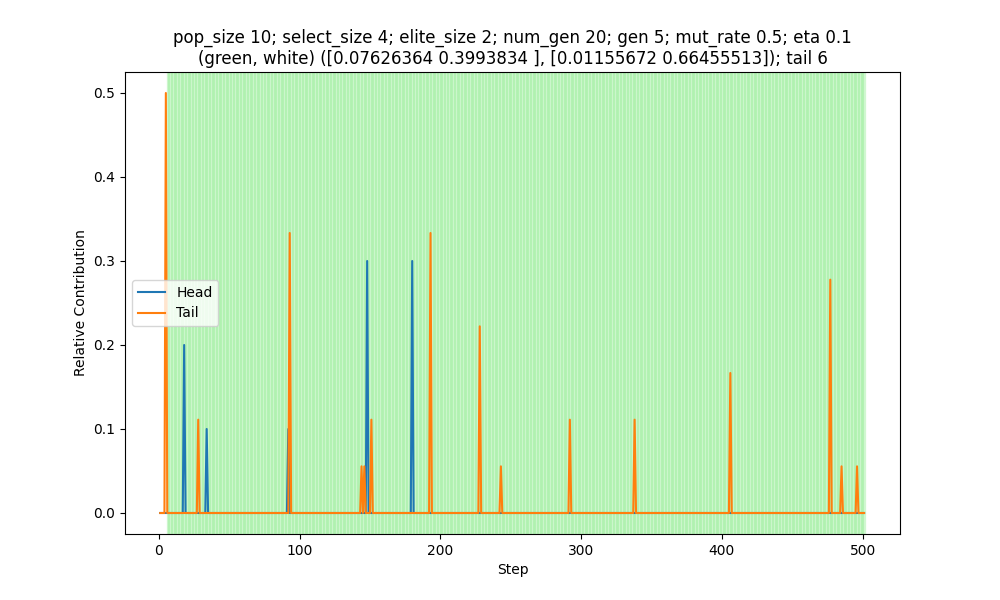 pop_size 10; select_size 4; elite_size 2; num_gen 20; gen 5; mut_rate 0.5; eta 0.1
(green, white) ([0.07626364 0.3993834 ], [0.01155672 0.66455513]); tail 6
0.5
0.4
0.3
0.2
0.1
0.0
Relative Contribution
Head
Tail
0
100
200
300
400
500
Step